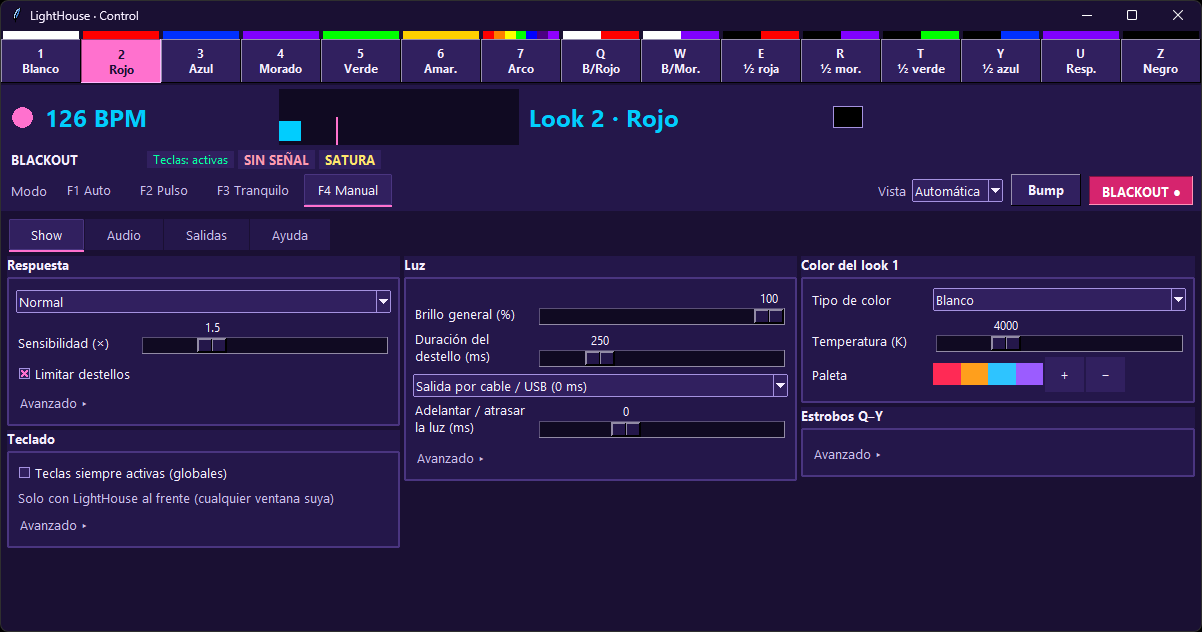 LightHouse · Control
1 2 3 4 5 6 7 Q W E R T Y U Z
Blanco Rojo Azul Morado Verde Amar. Arco B/Rojo B/Mor. ½ roja ½ mor. ½ verde ½ azul Resp. Negro
126 BPM Look 2 · Rojo
BLACKOUT Teclas: activas SIN SEÑAL SATURA
Modo F1 Auto F2 Pulso F3 Tranquilo F4 Manual Vista Automática Bump BLACKOUT ●
Show Audio Salidas Ayuda
Respuesta
Normal
1.5
Sensibilidad (×)
Limitar destellos
Avanzado ▸
Teclado
Teclas siempre activas (globales)
Solo con LightHouse al frente (cualquier ventana suya)
Avanzado ▸
Luz
100
Brillo general (%)
Duración del
destello (ms)
250
Salida por cable / USB (0 ms)
Adelantar / atrasar
la luz (ms)
0
Avanzado ▸
Color del look 1
Tipo de color Blanco
4000
Temperatura (K)
Paleta + −
Estrobos Q–Y
Avanzado ▸